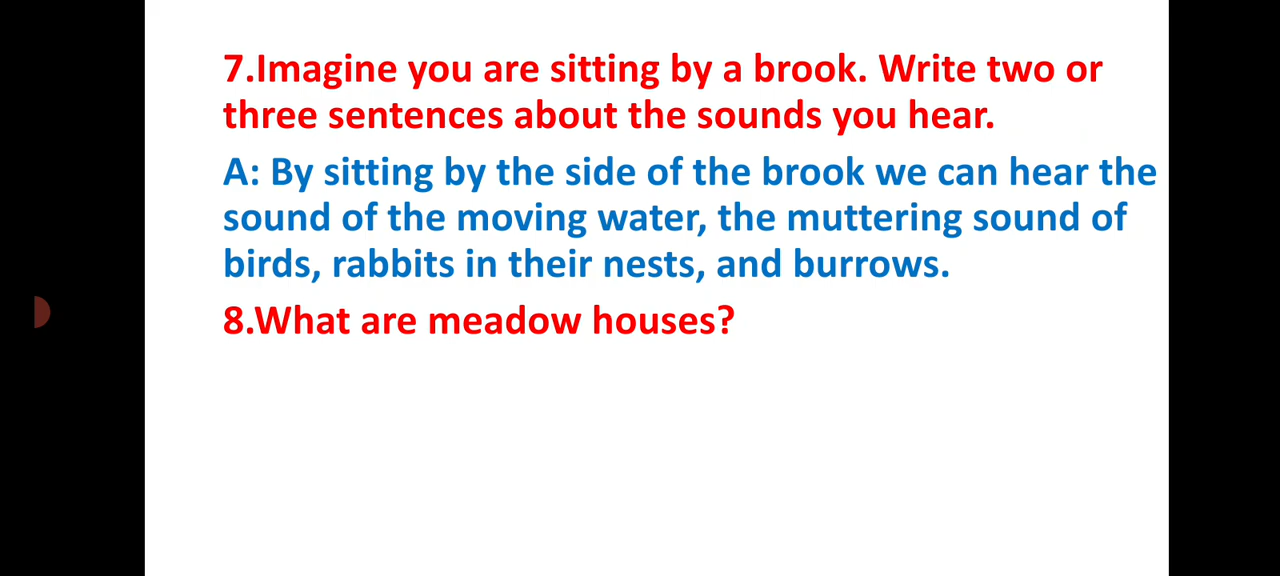 7.Imagine you are sitting by a brook. Write two or
three sentences about the sounds you hear.
A: By sitting by the side of the brook we can hear the
sound of the moving water, the muttering sound of
birds, rabbits in their nests, and burrows.
8.What are meadow houses?